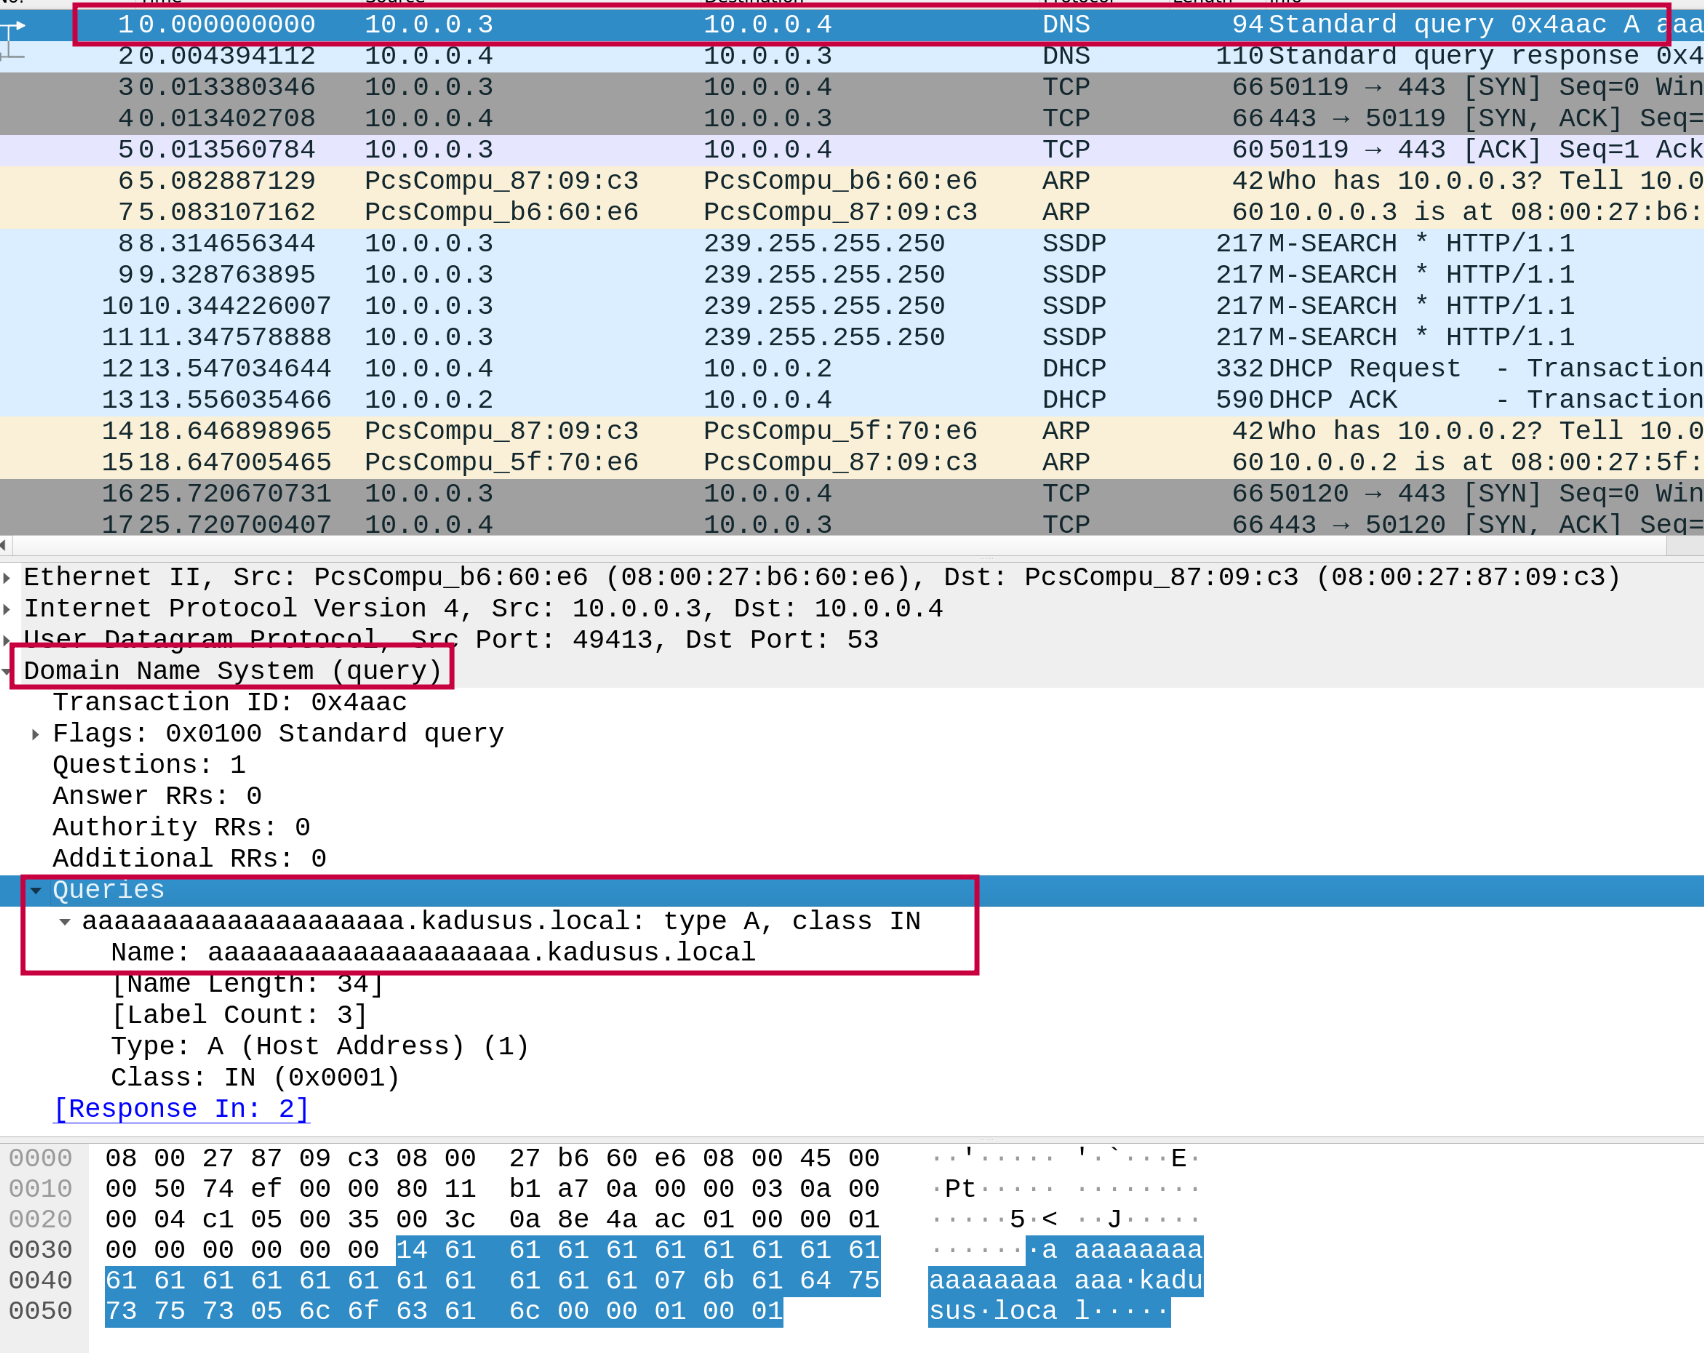 No. Time Source Destination Protocol Length Info
1 0.000000000 10.0.0.3 10.0.0.4 DNS 94 Standard query 0x4aac A aaa
2 0.004394112 10.0.0.4 10.0.0.3 DNS 110 Standard query response 0x4
3 0.013380346 10.0.0.3 10.0.0.4 TCP 66 50119 → 443 [SYN] Seq=0 Win
4 0.013402708 10.0.0.4 10.0.0.3 TCP 66 443 → 50119 [SYN, ACK] Seq=
5 0.013560784 10.0.0.3 10.0.0.4 TCP 60 50119 → 443 [ACK] Seq=1 Ack
6 5.082887129 PcsCompu_87:09:c3 PcsCompu_b6:60:e6 ARP 42 Who has 10.0.0.3? Tell 10.0
7 5.083107162 PcsCompu_b6:60:e6 PcsCompu_87:09:c3 ARP 60 10.0.0.3 is at 08:00:27:b6:
8 8.314656344 10.0.0.3 239.255.255.250 SSDP 217 M-SEARCH * HTTP/1.1
9 9.328763895 10.0.0.3 239.255.255.250 SSDP 217 M-SEARCH * HTTP/1.1
10 10.344226007 10.0.0.3 239.255.255.250 SSDP 217 M-SEARCH * HTTP/1.1
11 11.347578888 10.0.0.3 239.255.255.250 SSDP 217 M-SEARCH * HTTP/1.1
12 13.547034644 10.0.0.4 10.0.0.2 DHCP 332 DHCP Request - Transaction
13 13.556035466 10.0.0.2 10.0.0.4 DHCP 590 DHCP ACK - Transaction
14 18.646898965 PcsCompu_87:09:c3 PcsCompu_5f:70:e6 ARP 42 Who has 10.0.0.2? Tell 10.0
15 18.647005465 PcsCompu_5f:70:e6 PcsCompu_87:09:c3 ARP 60 10.0.0.2 is at 08:00:27:5f:
16 25.720670731 10.0.0.3 10.0.0.4 TCP 66 50120 → 443 [SYN] Seq=0 Win
17 25.720700407 10.0.0.4 10.0.0.3 TCP 66 443 → 50120 [SYN, ACK] Seq=
Ethernet II, Src: PcsCompu_b6:60:e6 (08:00:27:b6:60:e6), Dst: PcsCompu_87:09:c3 (08:00:27:87:09:c3)
Internet Protocol Version 4, Src: 10.0.0.3, Dst: 10.0.0.4
User Datagram Protocol, Src Port: 49413, Dst Port: 53
Domain Name System (query)
Transaction ID: 0x4aac
Flags: 0x0100 Standard query
Questions: 1
Answer RRs: 0
Authority RRs: 0
Additional RRs: 0
Queries
aaaaaaaaaaaaaaaaaaaa.kadusus.local: type A, class IN
Name: aaaaaaaaaaaaaaaaaaaa.kadusus.local
[Name Length: 34]
[Label Count: 3]
Type: A (Host Address) (1)
Class: IN (0x0001)
[Response In: 2]
0000 08 00 27 87 09 c3 08 00 27 b6 60 e6 08 00 45 00 ··'····· '·`···E·
0010 00 50 74 ef 00 00 80 11 b1 a7 0a 00 00 03 0a 00 ·Pt····· ········
0020 00 04 c1 05 00 35 00 3c 0a 8e 4a ac 01 00 00 01 ·····5·< ··J·····
0030 00 00 00 00 00 00 14 61 61 61 61 61 61 61 61 61 ·······a aaaaaaaa
0040 61 61 61 61 61 61 61 61 61 61 61 07 6b 61 64 75 aaaaaaaa aaa·kadu
0050 73 75 73 05 6c 6f 63 61 6c 00 00 01 00 01 sus·loca l·····